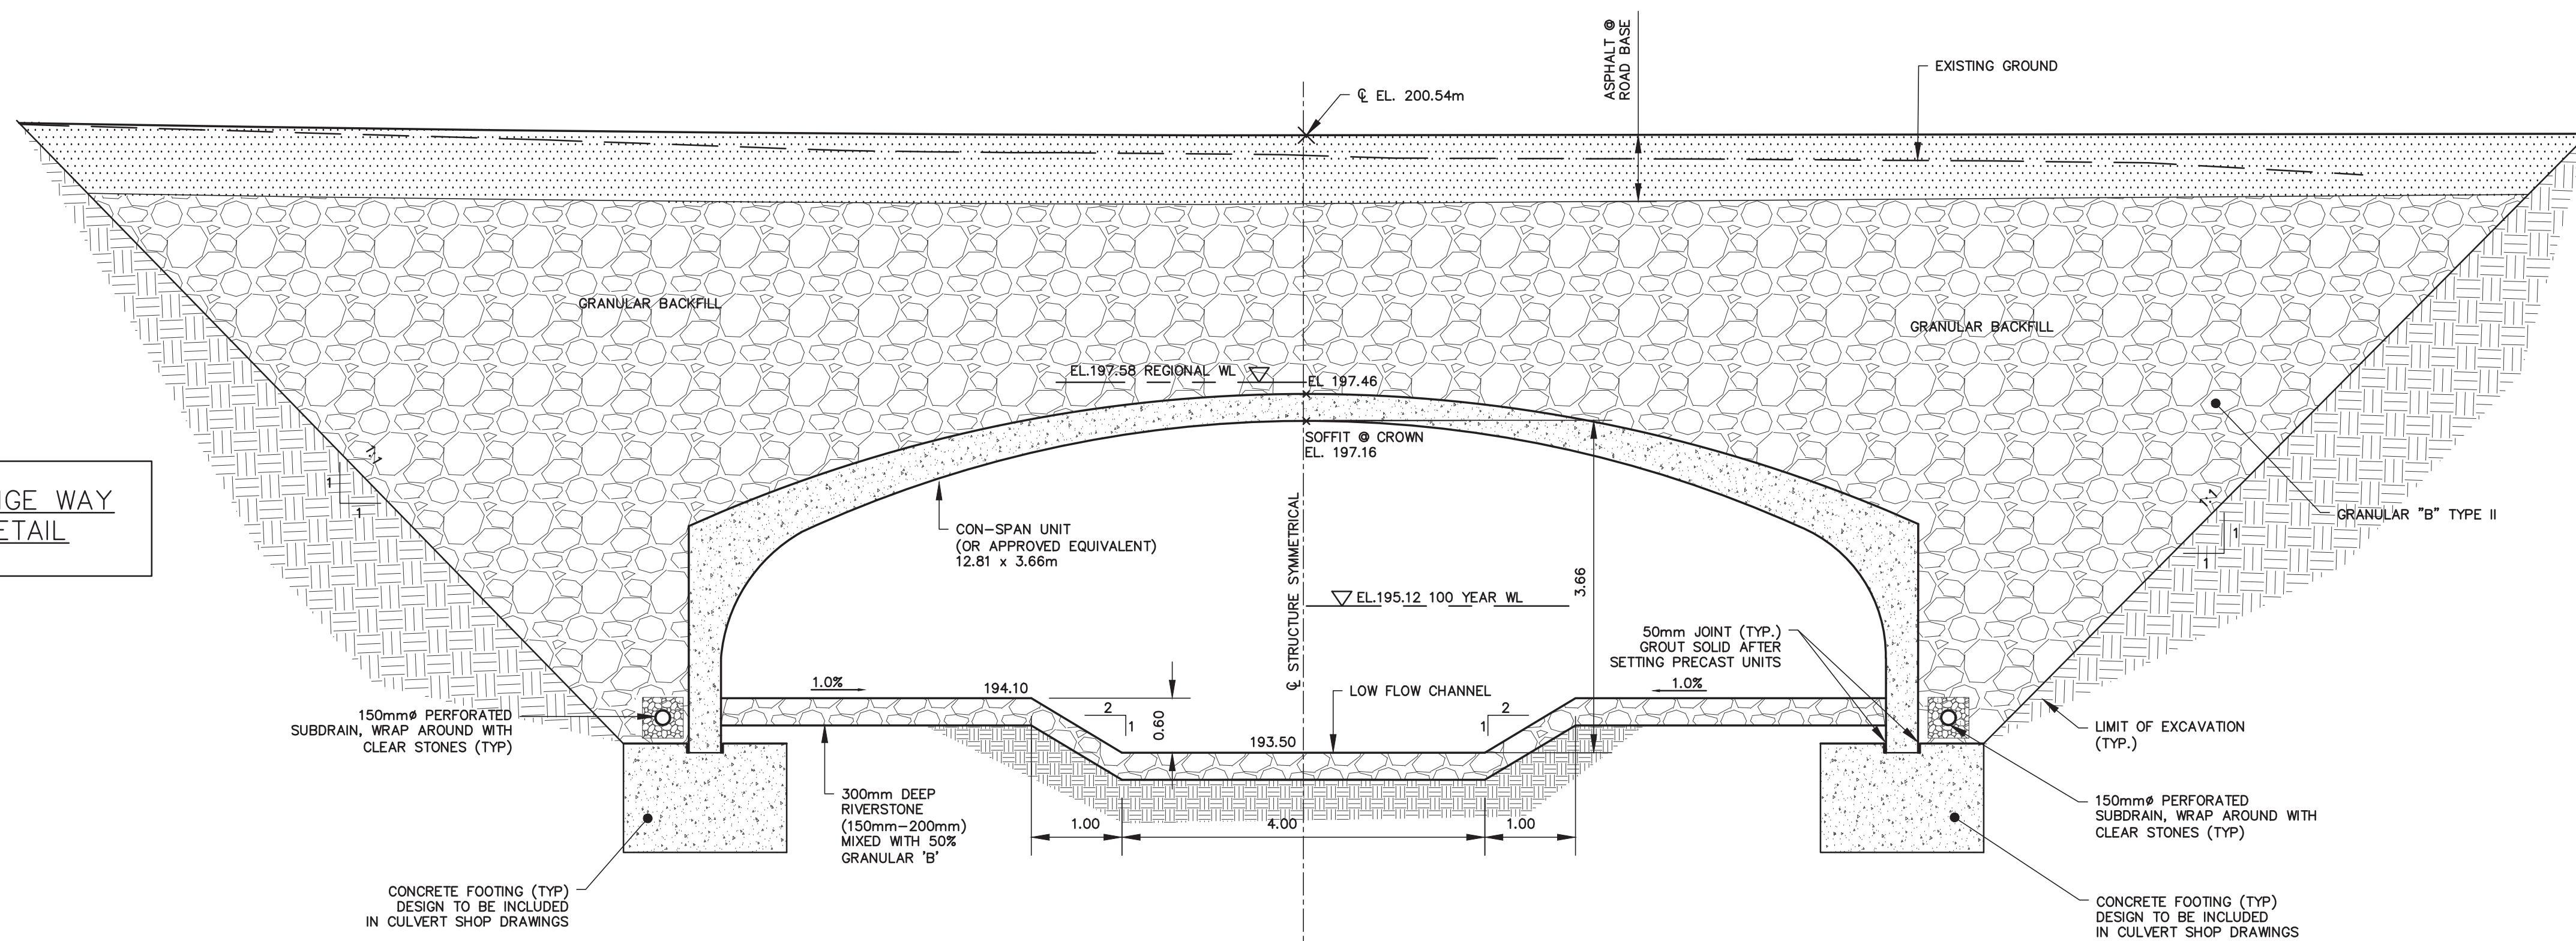 ASPHALT @
ROAD BASE
EXISTING GROUND
℄ EL. 200.54m
GRANULAR BACKFILL
GRANULAR BACKFILL
EL.197.58 REGIONAL WL
EL 197.46
SOFFIT @ CROWN
EL. 197.16
1:1
1
1
1:1
1
1
GRANULAR "B" TYPE II
CON-SPAN UNIT
(OR APPROVED EQUIVALENT)
12.81 x 3.66m
℄ STRUCTURE SYMMETRICAL
3.66
EL.195.12 100 YEAR WL
50mm JOINT (TYP.)
GROUT SOLID AFTER
SETTING PRECAST UNITS
1.0%
194.10
LOW FLOW CHANNEL
1.0%
150mmø PERFORATED
SUBDRAIN, WRAP AROUND WITH
CLEAR STONES (TYP)
2
1
0.60
193.50
2
1
LIMIT OF EXCAVATION
(TYP.)
300mm DEEP
RIVERSTONE
(150mm-200mm)
MIXED WITH 50%
GRANULAR 'B'
1.00
4.00
1.00
150mmø PERFORATED
SUBDRAIN, WRAP AROUND WITH
CLEAR STONES (TYP)
CONCRETE FOOTING (TYP)
DESIGN TO BE INCLUDED
IN CULVERT SHOP DRAWINGS
CONCRETE FOOTING (TYP)
DESIGN TO BE INCLUDED
IN CULVERT SHOP DRAWINGS
WAY